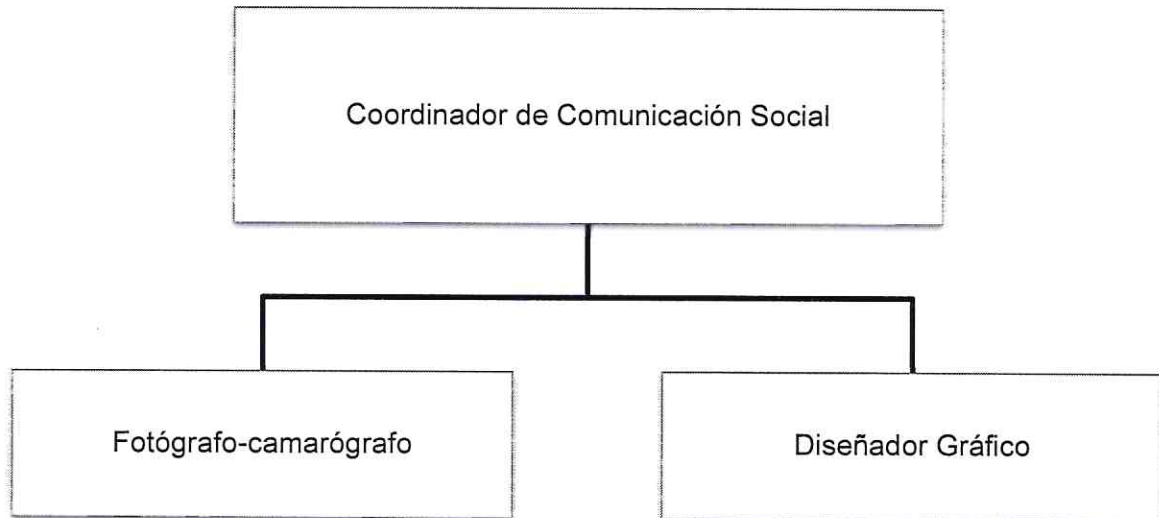 Coordinador de Comunicación Social
Fotógrafo-camarógrafo
Diseñador Gráfico